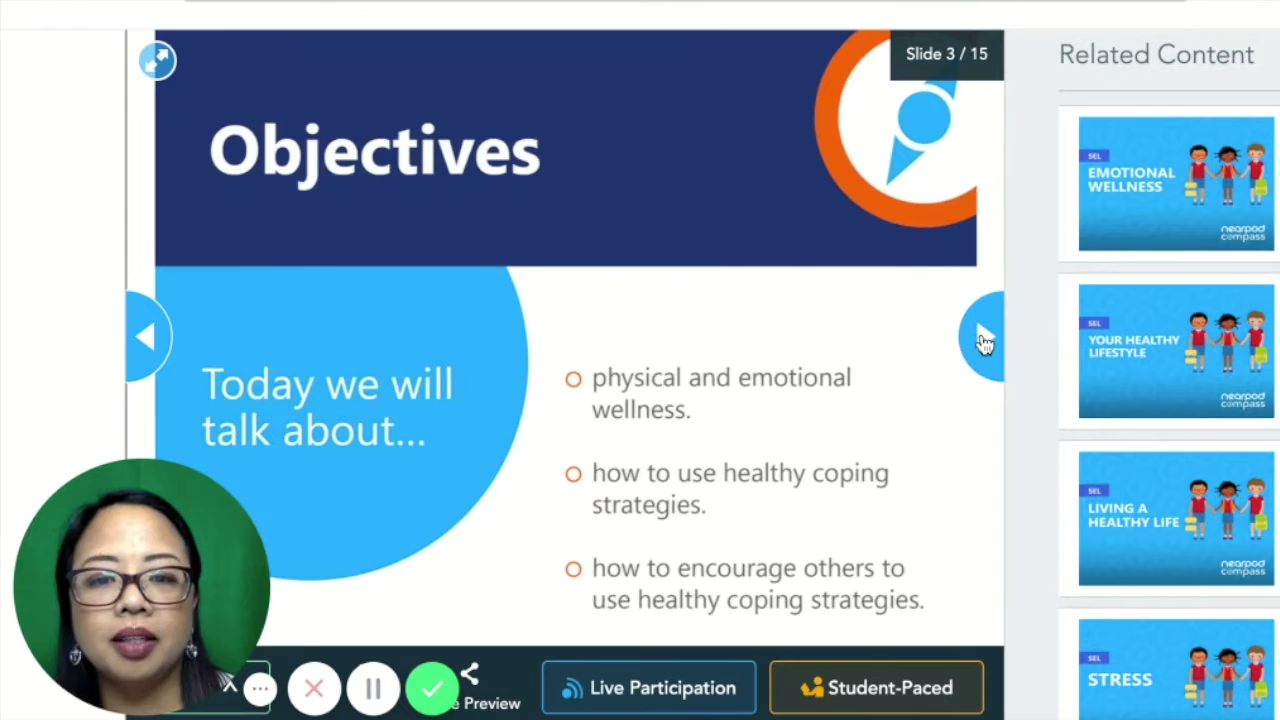 Slide 3 / 15
Related Content
Objectives
Today we will
talk about...
physical and emotional
wellness.
how to use healthy coping
strategies.
how to encourage others to
use healthy coping strategies.
SEL
EMOTIONAL
WELLNESS
nearpod
compass
SEL
YOUR HEALTHY
LIFESTYLE
nearpod
compass
SEL
LIVING A
HEALTHY LIFE
nearpod
compass
SEL
STRESS
Preview
Live Participation
Student-Paced